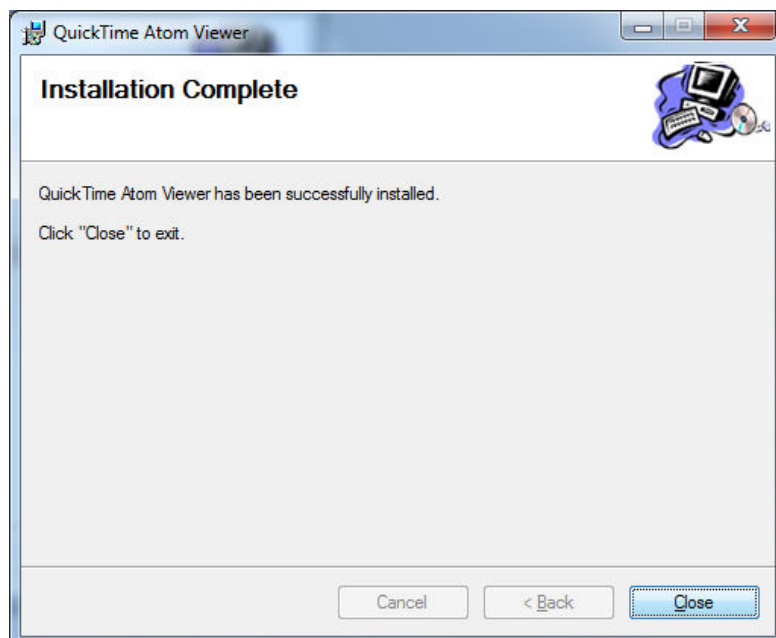 QuickTime Atom Viewer
Installation Complete
QuickTime Atom Viewer has been successfully installed.
Click "Close" to exit.
Cancel
< Back
Close